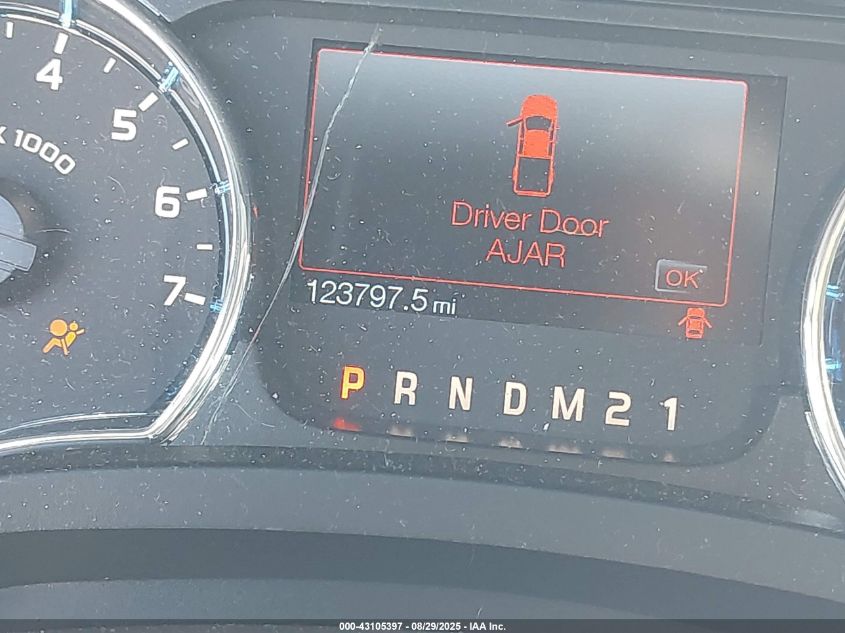 4
5
x 1000
6
7
Driver Door
AJAR
OK
123797.5 mi
P R N D M 2 1
000-43105397 - 08/29/2025 - IAA Inc.